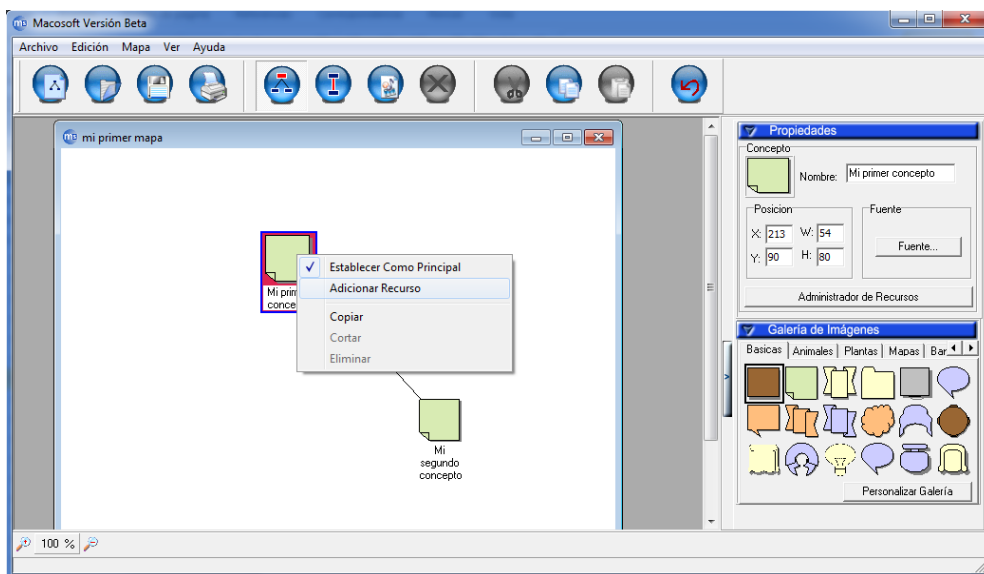 Macosoft Versión Beta
Archivo Edición Mapa Ver Ayuda
mi primer mapa
Mi prim
conce
Establecer Como Principal
Adicionar Recurso
Copiar
Cortar
Eliminar
Mi
segundo
concepto
Propiedades
Concepto
Nombre: Mi primer concepto
Posicion
X: 213 W: 54
Y: 90 H: 80
Fuente
Fuente...
Administrador de Recursos
Galería de Imágenes
Basicas Animales Plantas Mapas Bar
Personalizar Galería
100 %